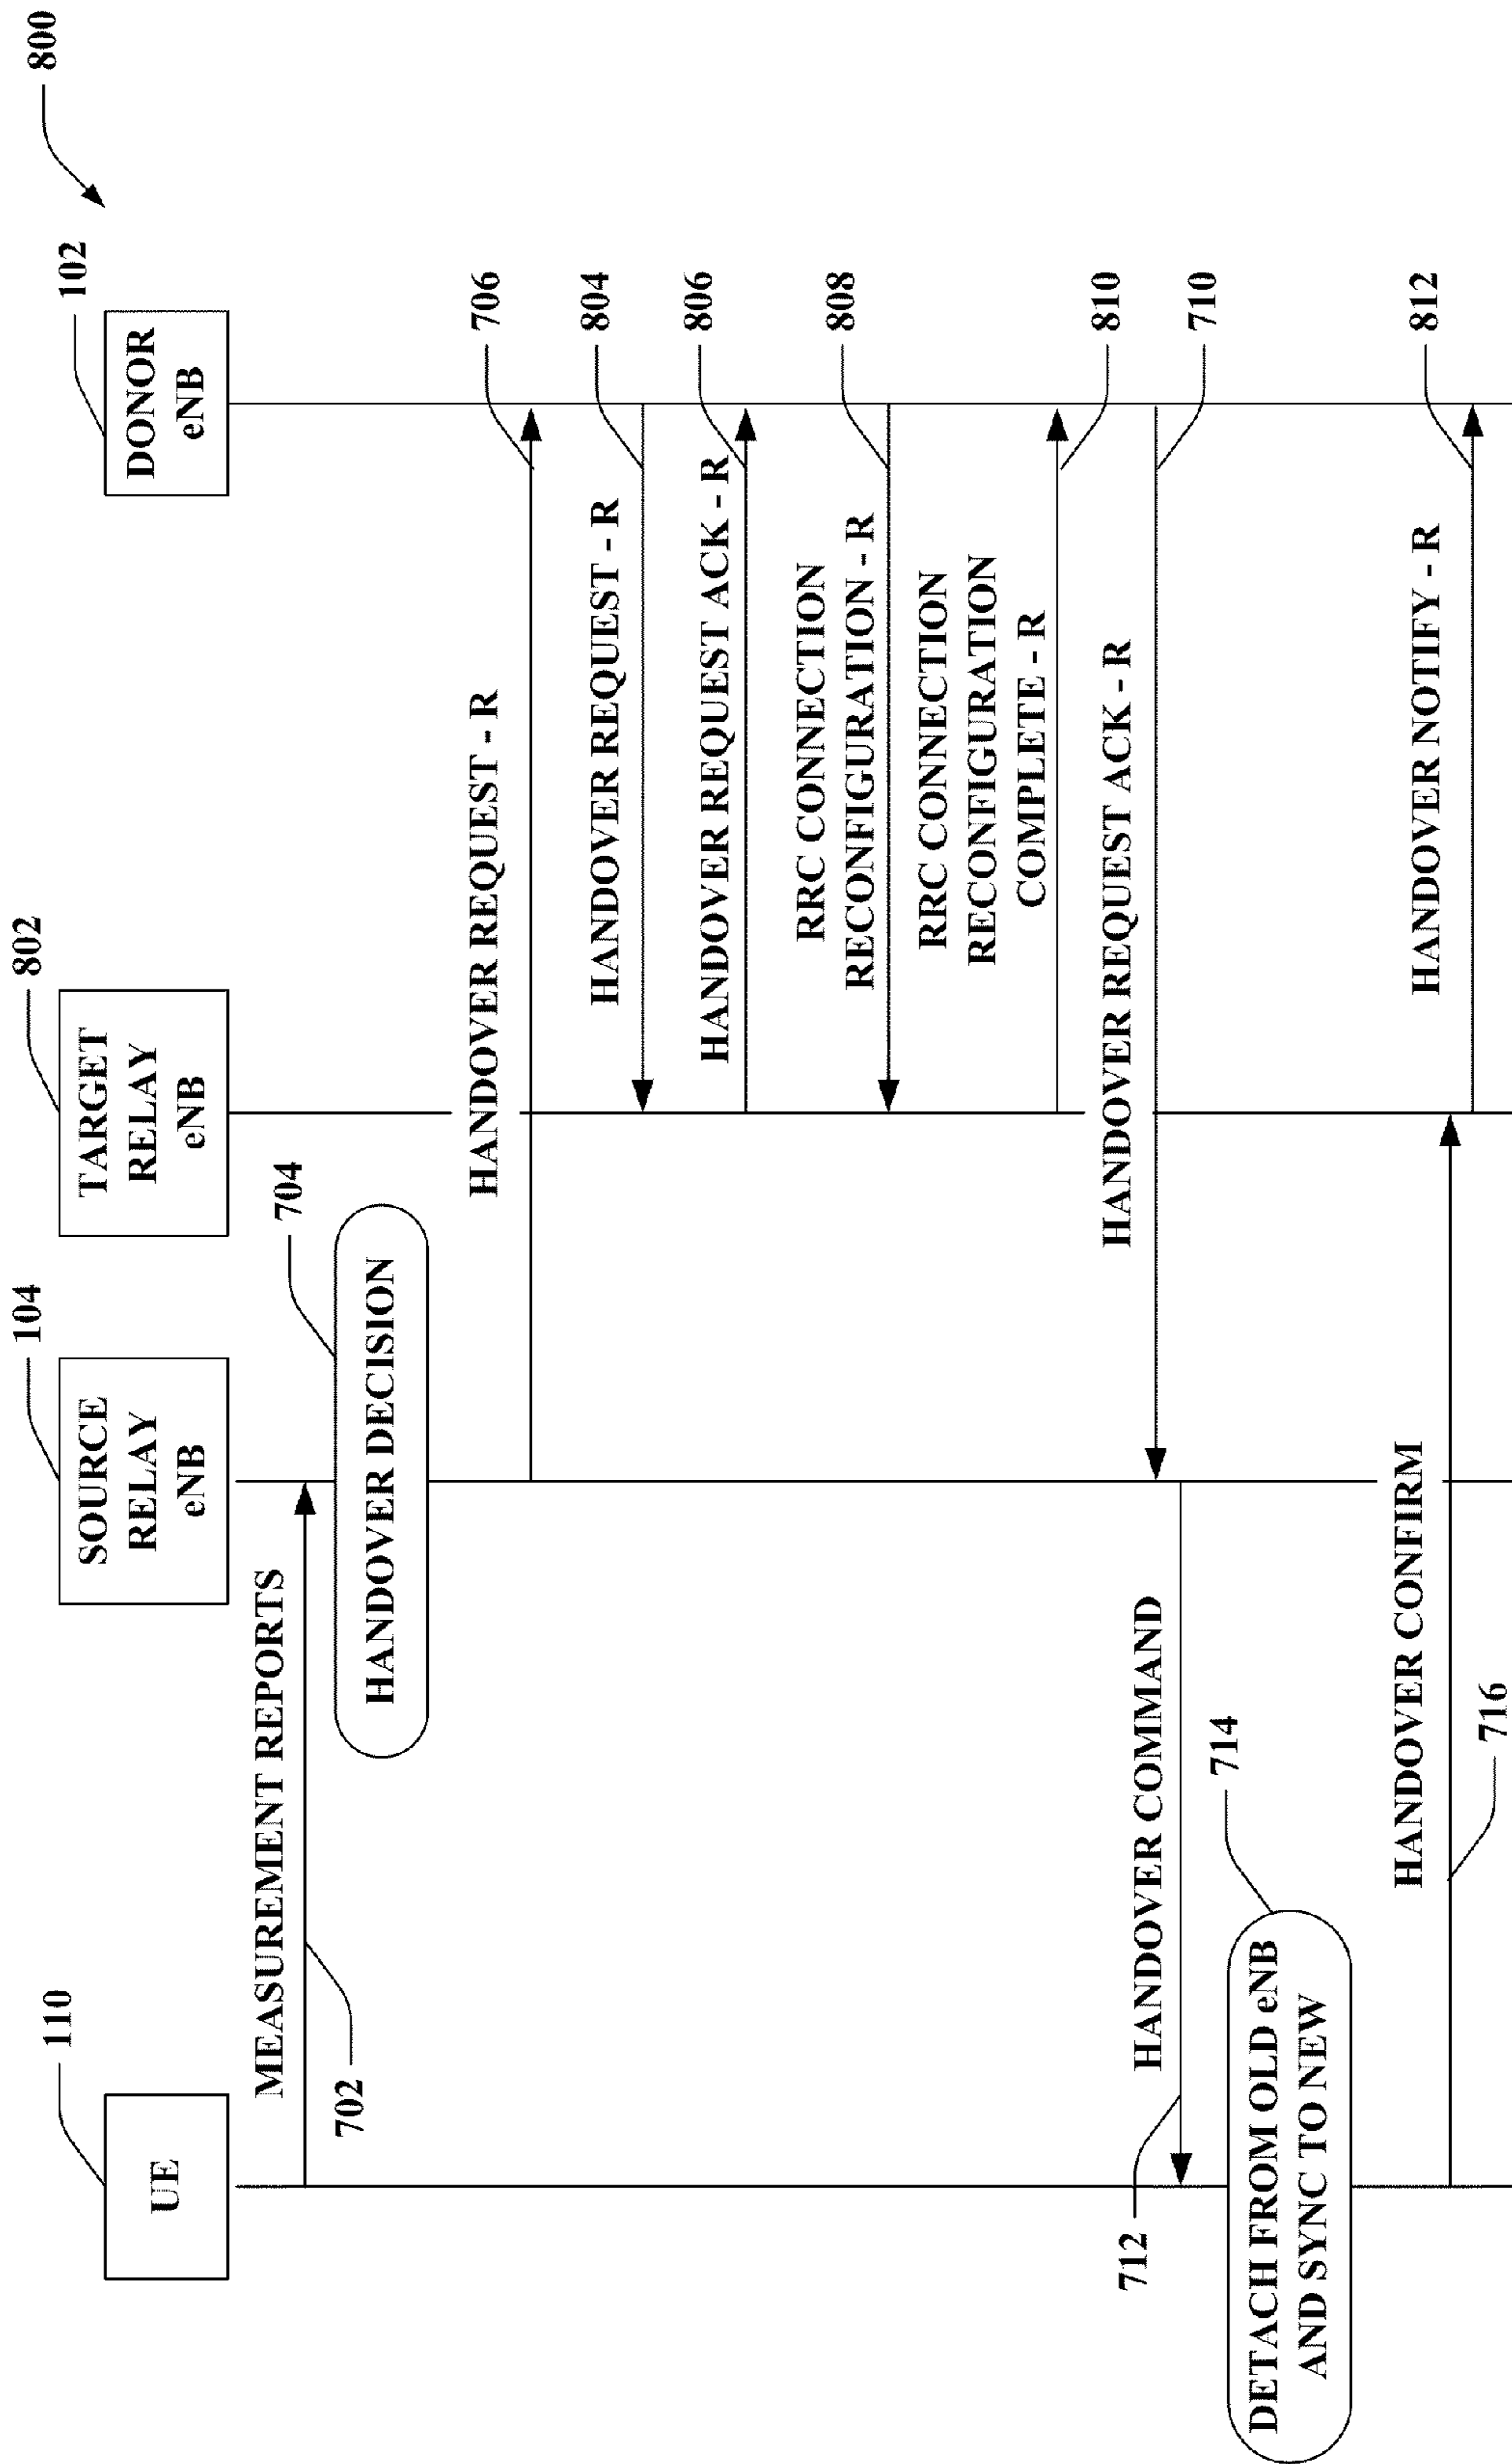 800
110
UE
104
SOURCE
RELAY
eNB
802
TARGET
RELAY
eNB
102
DONOR
eNB
MEASUREMENT REPORTS
702
HANDOVER DECISION
704
HANDOVER REQUEST - R
706
HANDOVER REQUEST - R
804
HANDOVER REQUEST ACK - R
806
RRC CONNECTION
RECONFIGURATION - R
808
RRC CONNECTION
RECONFIGURATION
COMPLETE - R
810
HANDOVER REQUEST ACK - R
710
HANDOVER COMMAND
712
DETACH FROM OLD eNB
AND SYNC TO NEW
714
HANDOVER CONFIRM
716
HANDOVER NOTIFY - R
812